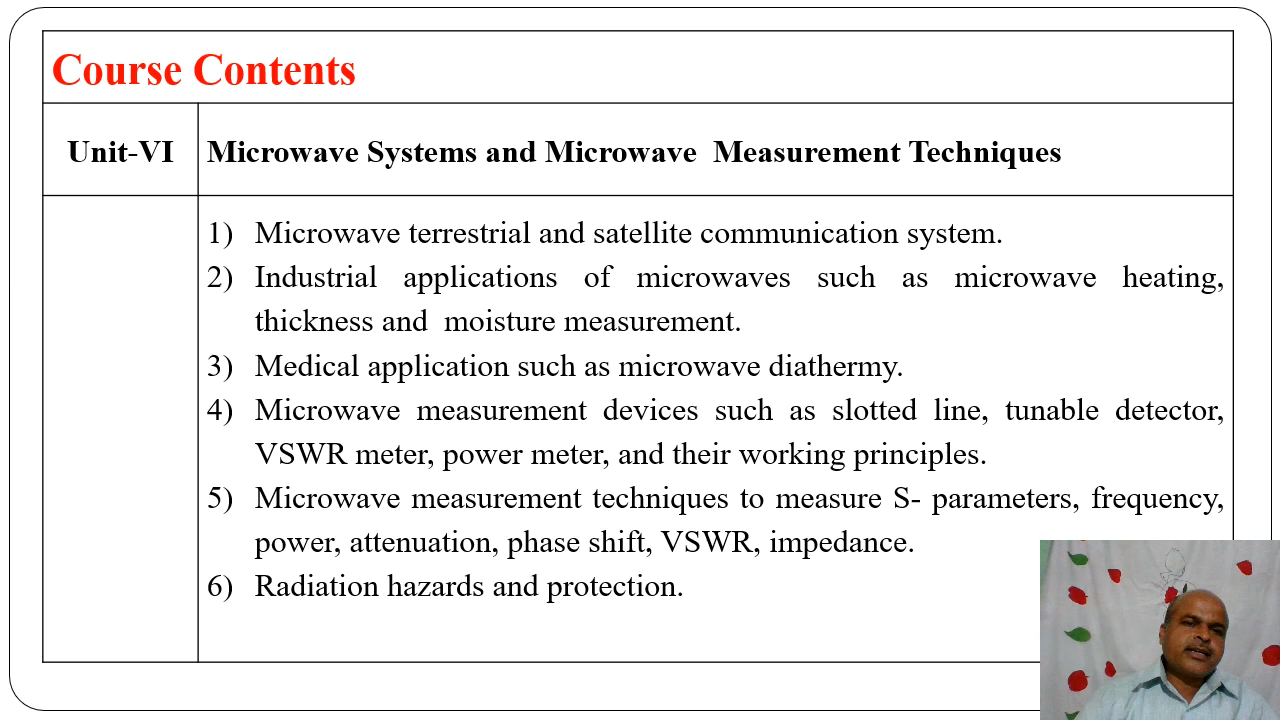 Course Contents
Unit-VI Microwave Systems and Microwave  Measurement Techniques
1) Microwave terrestrial and satellite communication system.
2) Industrial applications of microwaves such as microwave heating,
thickness and  moisture measurement.
3) Medical application such as microwave diathermy.
4) Microwave measurement devices such as slotted line, tunable detector,
VSWR meter, power meter, and their working principles.
5) Microwave measurement techniques to measure S- parameters, frequency,
power, attenuation, phase shift, VSWR, impedance.
6) Radiation hazards and protection.